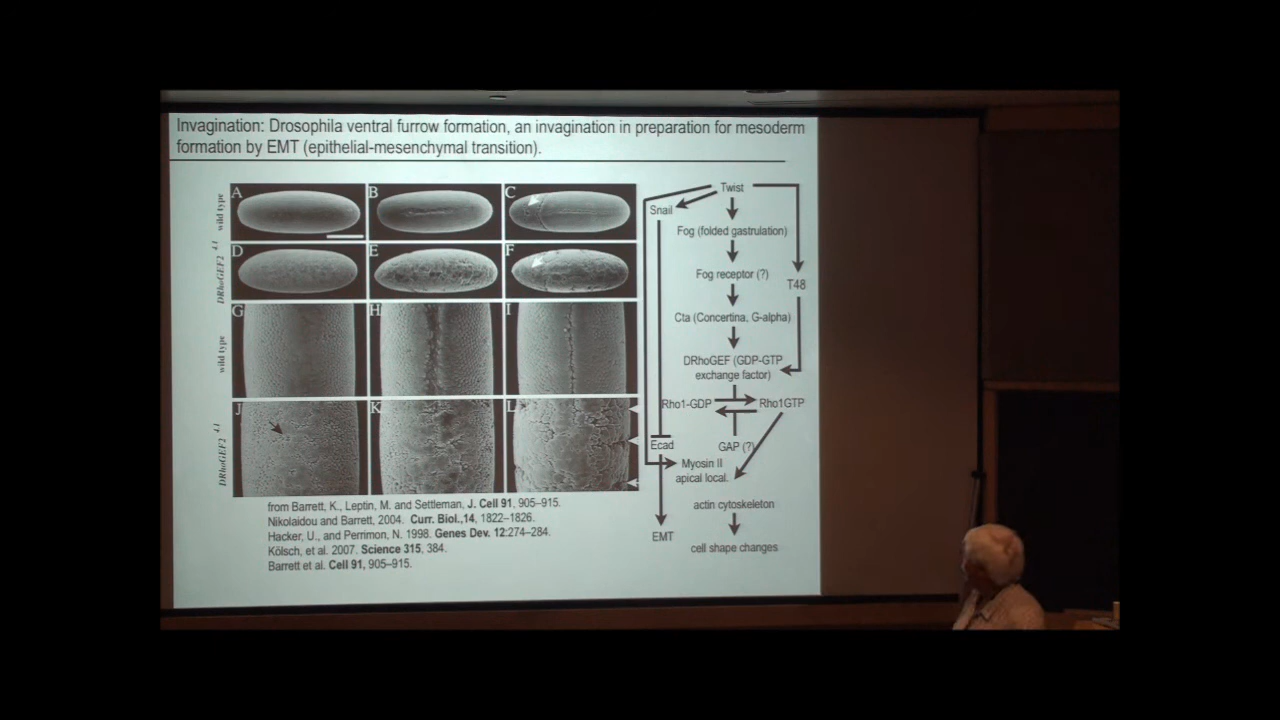 Invagination: Drosophila ventral furrow formation, an invagination in preparation for mesoderm
formation by EMT (epithelial-mesenchymal transition).
A
B
C
wild type
D
E
F
DRhoGEF2 4.1
G
H
I
wild type
J
K
L
DRhoGEF2 4.1
from Barrett, K., Leptin, M. and Settleman, J. Cell 91, 905–915.
Nikolaidou and Barrett, 2004. Curr. Biol.,14, 1822–1826.
Hacker, U., and Perrimon, N. 1998. Genes Dev. 12:274–284.
Kölsch, et al. 2007. Science 315, 384.
Barrett et al. Cell 91, 905–915.
Twist
Snail
Fog (folded gastrulation)
Fog receptor (?)
T48
Cta (Concertina, G-alpha)
DRhoGEF (GDP-GTP
exchange factor)
Rho1-GDP
Rho1GTP
Ecad
GAP (?)
Myosin II
apical local.
actin cytoskeleton
EMT
cell shape changes